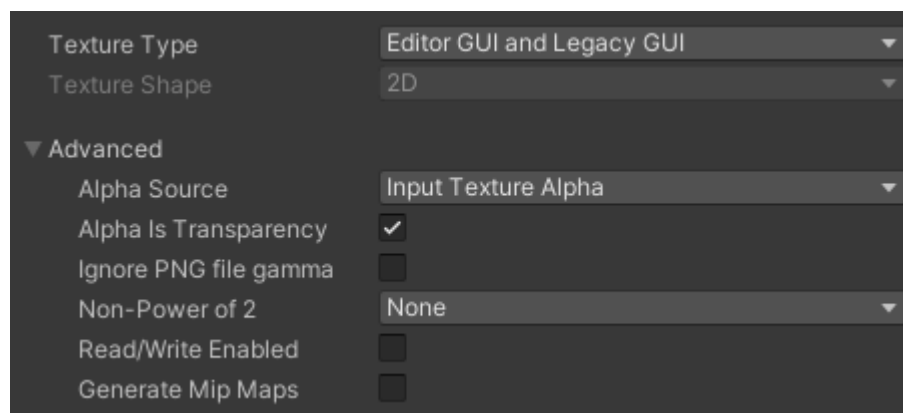 Texture Type Editor GUI and Legacy GUI
Texture Shape 2D
Advanced
Alpha Source Input Texture Alpha
Alpha Is Transparency
Ignore PNG file gamma
Non-Power of 2 None
Read/Write Enabled
Generate Mip Maps